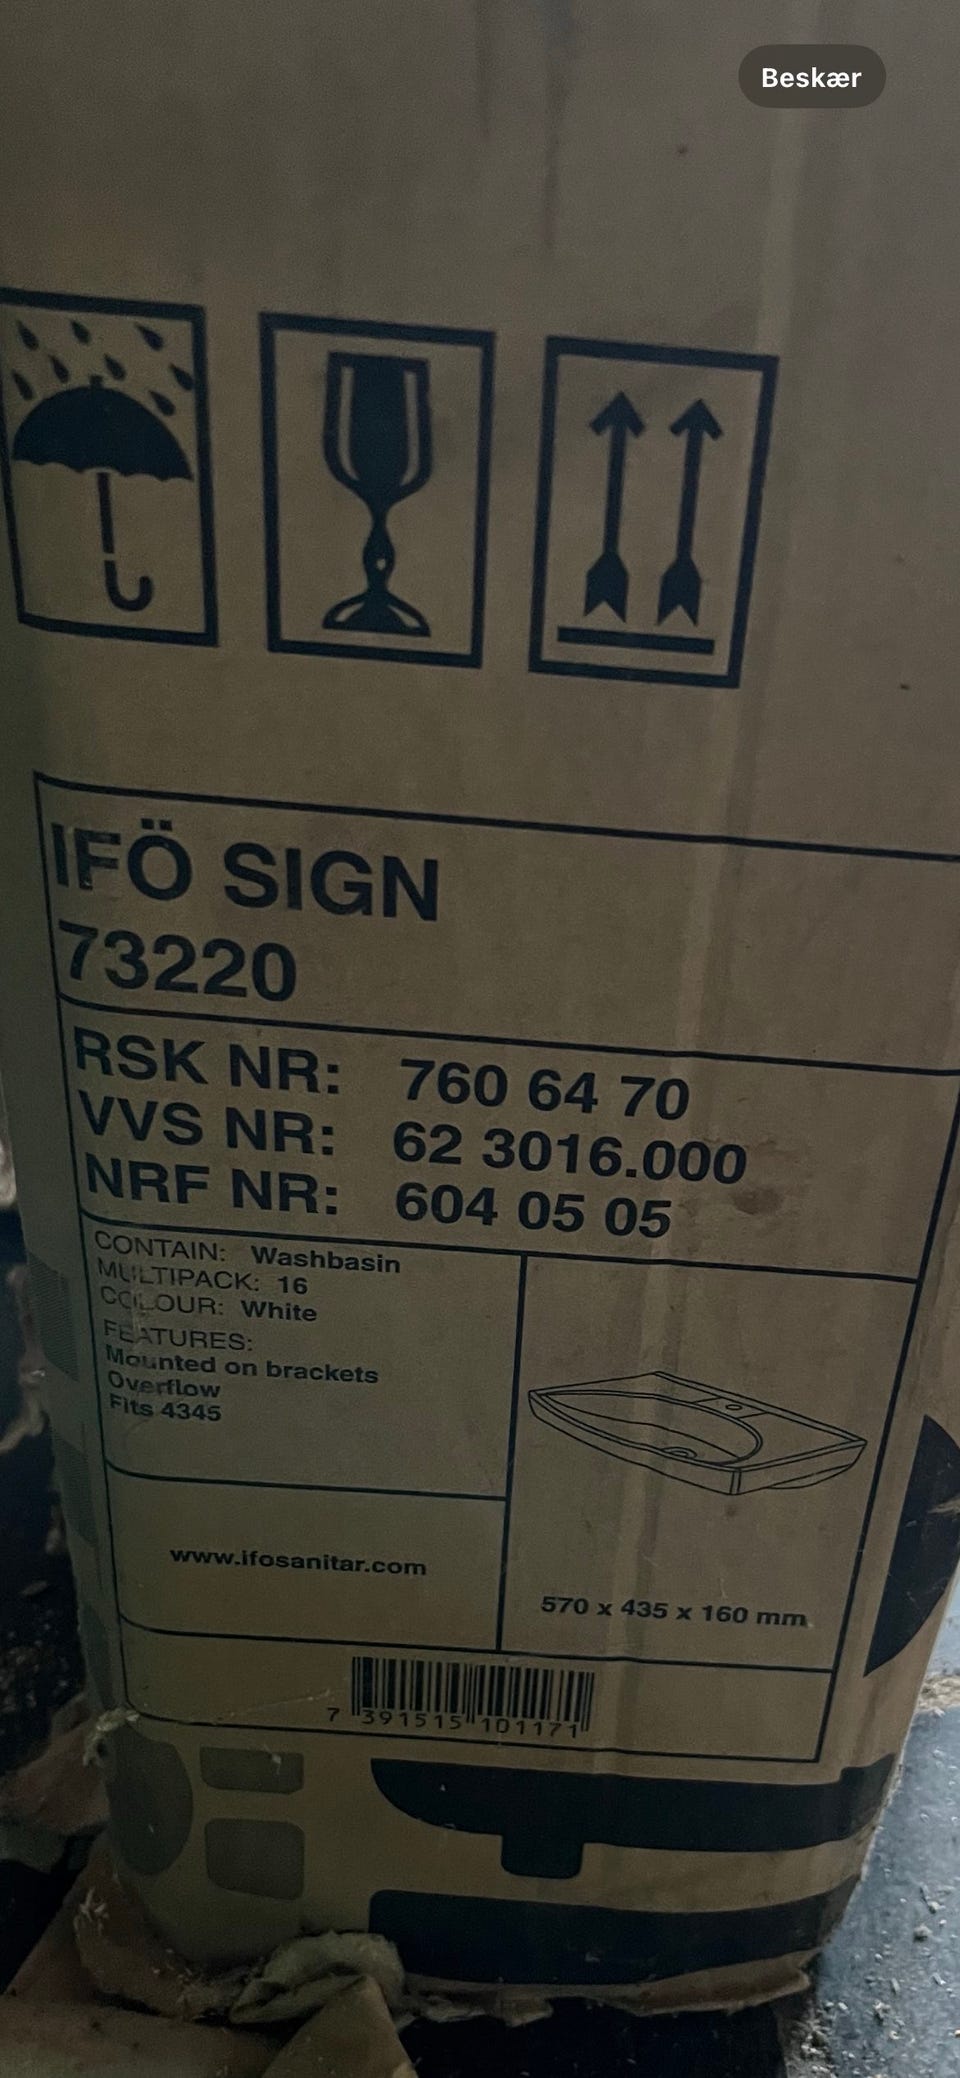 Beskær
IFÖ SIGN
73220
RSK NR: 760 64 70
VVS NR: 62 3016.000
NRF NR: 604 05 05
CONTAIN: Washbasin
MULTIPACK: 16
COLOUR: White
FEATURES:
Mounted on brackets
Overflow
Fits 4345
www.ifosanitar.com
570 x 435 x 160 mm
7 391515 101171